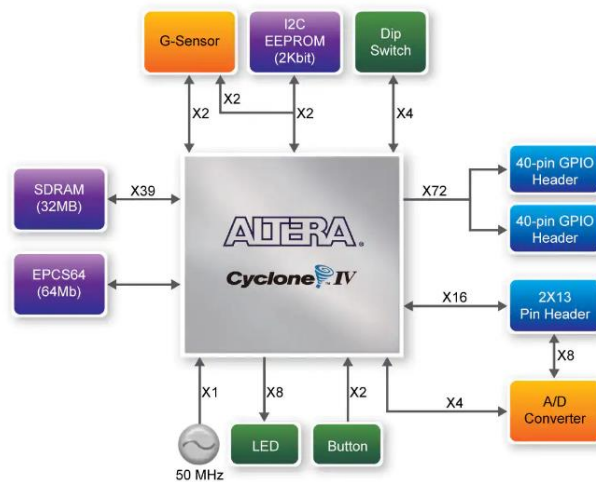 G-Sensor
I2C
EEPROM
(2Kbit)
Dip
Switch
X2
X2
X2
X4
SDRAM
(32MB)
X39
X72
40-pin GPIO
Header
40-pin GPIO
Header
ALTERA®
Cyclone™ IV
EPCS64
(64Mb)
X16
2X13
Pin Header
X8
X1
X8
X2
X4
A/D
Converter
50 MHz
LED
Button